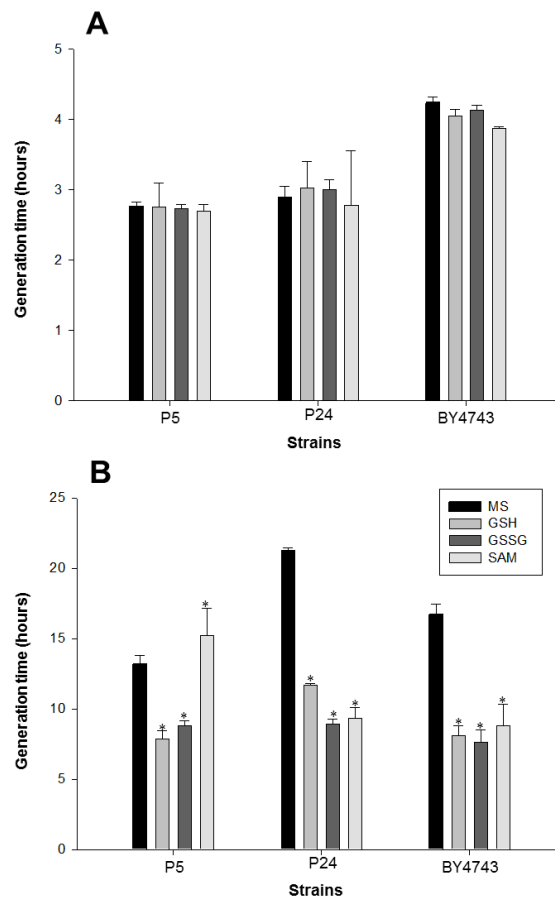 A
5
4
3
2
1
0
Generation time (hours)
P5 P24 BY4743
Strains
B
25
20
15
10
5
0
Generation time (hours)
MS
GSH
GSSG
SAM
* * *
* * *
* * *
P5 P24 BY4743
Strains